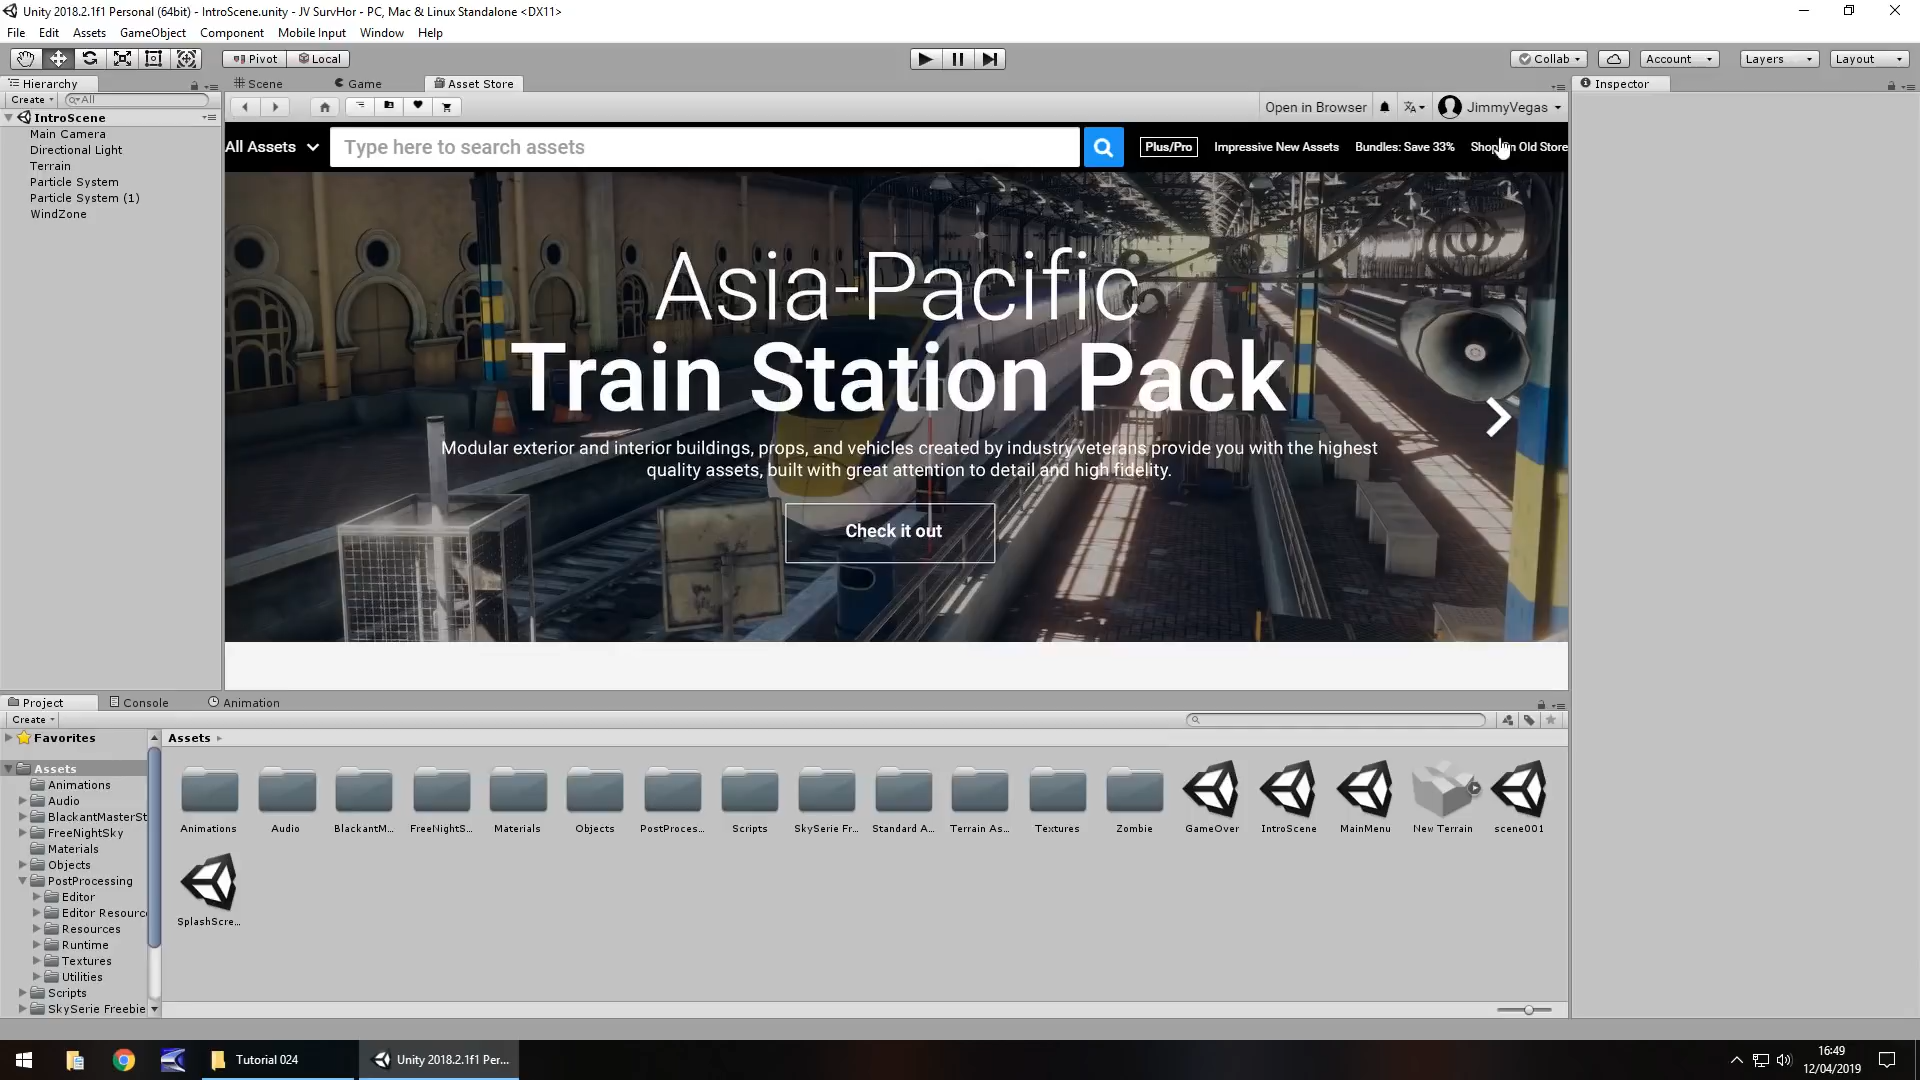 Unity 2018.2.1f1 Personal (64bit) - IntroScene.unity - JV SurvHor - PC, Mac & Linux Standalone <DX11>
File Edit Assets GameObject Component Mobile Input Window Help
Pivot Local Collab Account Layers Layout
Hierarchy Scene Game Asset Store Inspector
Create All Open in Browser JimmyVegas
IntroScene
Main Camera
Directional Light
Terrain
Particle System
Particle System (1)
WindZone
All Assets Type here to search assets Plus/Pro Impressive New Assets Bundles: Save 33% Shop in Old Store
Asia-Pacific
Train Station Pack
Modular exterior and interior buildings, props, and vehicles created by industry veterans provide you with the highest
quality assets, built with great attention to detail and high fidelity.
Check it out
Project Console Animation
Create
Favorites
Assets
Animations
Audio
BlackantMasterSt
FreeNightSky
Materials
Objects
PostProcessing
Editor
Editor Resourc
Resources
Runtime
Textures
Utilities
Scripts
SkySerie Freebie
Assets
Animations Audio BlackantM... FreeNightS... Materials Objects PostProces... Scripts SkySerie Fr... Standard A... Terrain As... Textures Zombie GameOver IntroScene MainMenu New Terrain scene001
SplashScre...
Tutorial 024 Unity 2018.2.1f1 Per...
16:49
12/04/2019